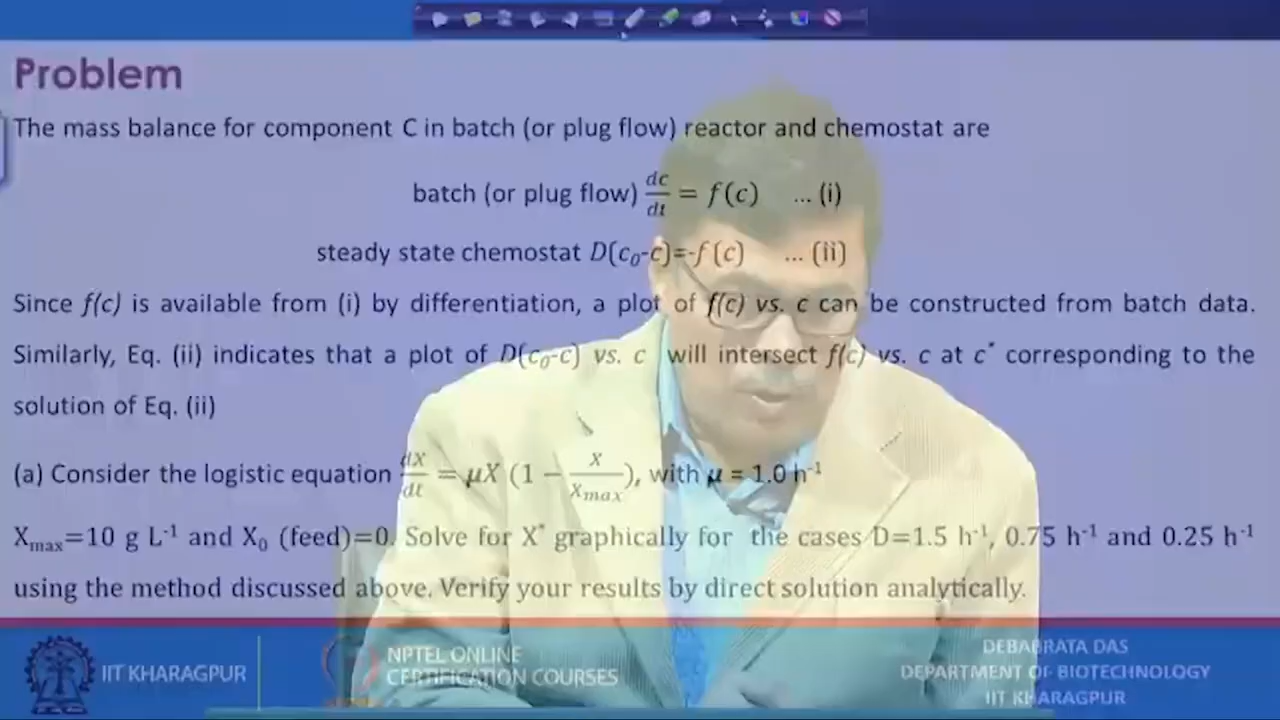 Problem
The mass balance for component C in batch (or plug flow) reactor and chemostat are
batch (or plug flow) dc/dt = f(c) ... (i)
steady state chemostat D(c₀-c)=-f(c) ... (ii)
Since f(c) is available from (i) by differentiation, a plot of f(c) vs. c can be constructed from batch data.
Similarly, Eq. (ii) indicates that a plot of D(c₀-c) vs. c will intersect f(c) vs. c at c* corresponding to the
solution of Eq. (ii)
(a) Consider the logistic equation dX/dt = μX (1 − X/Xmax), with μ = 1.0 h⁻¹
Xmax=10 g L⁻¹ and X₀ (feed)=0. Solve for X* graphically for the cases D=1.5 h⁻¹, 0.75 h⁻¹ and 0.25 h⁻¹
using the method discussed above. Verify your results by direct solution analytically.
IIT KHARAGPUR
NPTEL ONLINE
CERTIFICATION COURSES
DEBABRATA DAS
DEPARTMENT OF BIOTECHNOLOGY
IIT KHARAGPUR